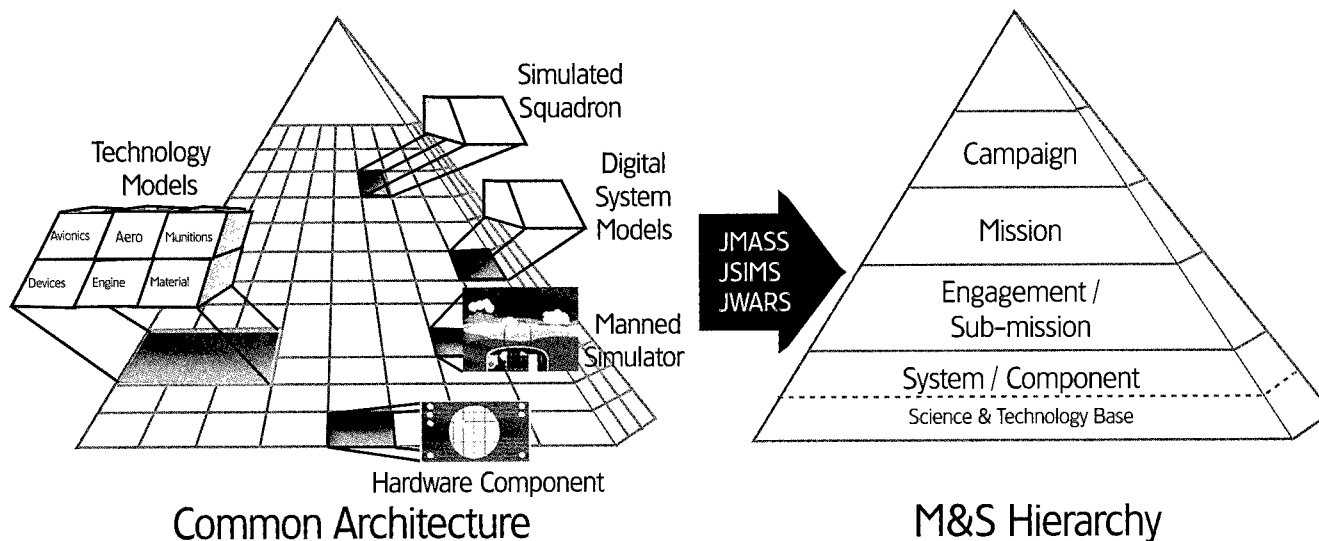 Simulated
Squadron
Technology
Models
Digital
System
Models
Avionics Aero Munitions
Devices Engine Material
Manned
Simulator
Hardware Component
Common Architecture
JMASS
JSIMS
JWARS
Campaign
Mission
Engagement /
Sub-mission
System / Component
Science & Technology Base
M&S Hierarchy